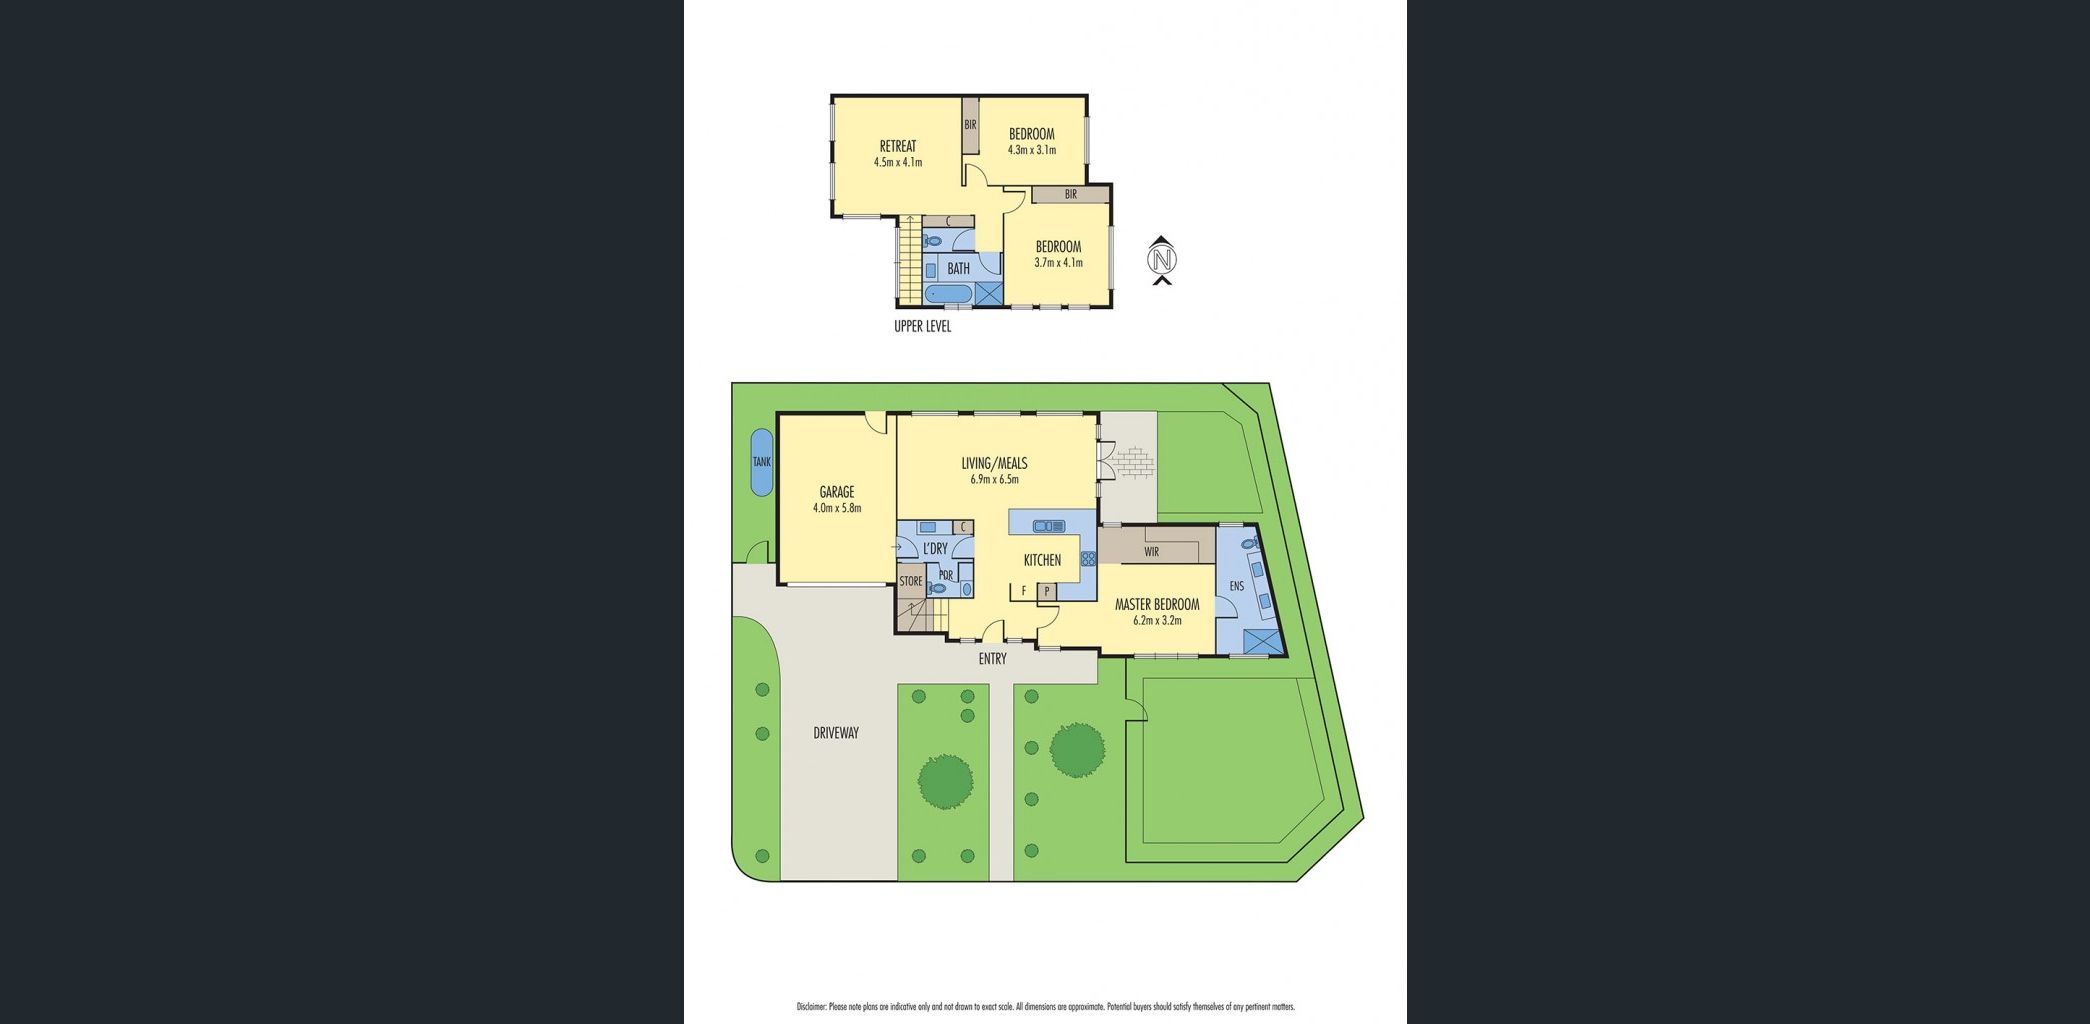 RETREAT
4.5m x 4.1m
BIR
BEDROOM
4.3m x 3.1m
BIR
C
BATH
BEDROOM
3.7m x 4.1m
N
UPPER LEVEL
TANK
GARAGE
4.0m x 5.8m
LIVING/MEALS
6.9m x 6.5m
C
L'DRY
PDR
STORE
KITCHEN
F
P
WIR
MASTER BEDROOM
6.2m x 3.2m
ENS
ENTRY
DRIVEWAY
Disclaimer: Please note plans are indicative only and not drawn to exact scale. All dimensions are approximate. Potential buyers should satisfy themselves of any pertinent matters.